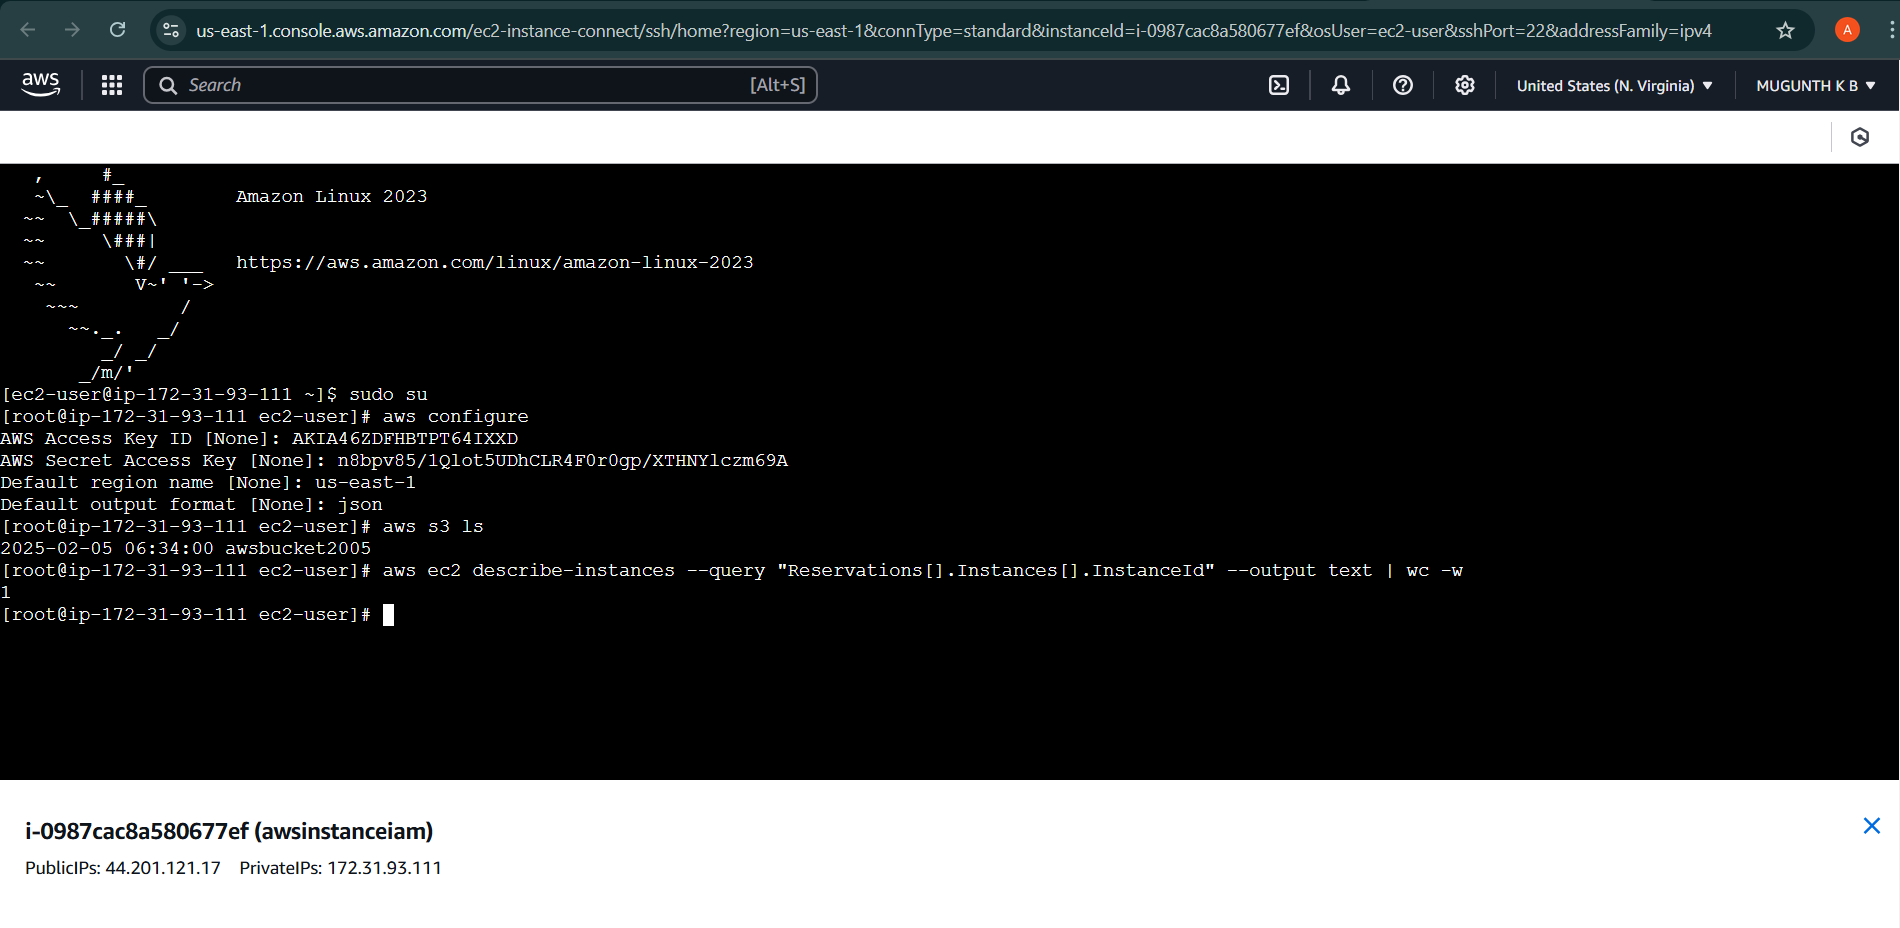 us-east-1.console.aws.amazon.com/ec2-instance-connect/ssh/home?region=us-east-1&connType=standard&instanceId=i-0987cac8a580677ef&osUser=ec2-user&sshPort=22&addressFamily=ipv4
A
aws
Search
[Alt+S]
United States (N. Virginia)
MUGUNTH K B
   ,     #_
   ~\_  ####_        Amazon Linux 2023
  ~~  \_#####\
  ~~     \###|
  ~~       \#/ ___   https://aws.amazon.com/linux/amazon-linux-2023
   ~~       V~' '->
    ~~~         /
      ~~._.   _/
         _/ _/
       _/m/'
[ec2-user@ip-172-31-93-111 ~]$ sudo su
[root@ip-172-31-93-111 ec2-user]# aws configure
AWS Access Key ID [None]: AKIA46ZDFHBTPT64IXXD
AWS Secret Access Key [None]: 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
Default region name [None]: us-east-1
Default output format [None]: json
[root@ip-172-31-93-111 ec2-user]# aws s3 ls
2025-02-05 06:34:00 awsbucket2005
[root@ip-172-31-93-111 ec2-user]# aws ec2 describe-instances --query "Reservations[].Instances[].InstanceId" --output text | wc -w
1
[root@ip-172-31-93-111 ec2-user]#
i-0987cac8a580677ef (awsinstanceiam)
PublicIPs: 44.201.121.17 PrivateIPs: 172.31.93.111